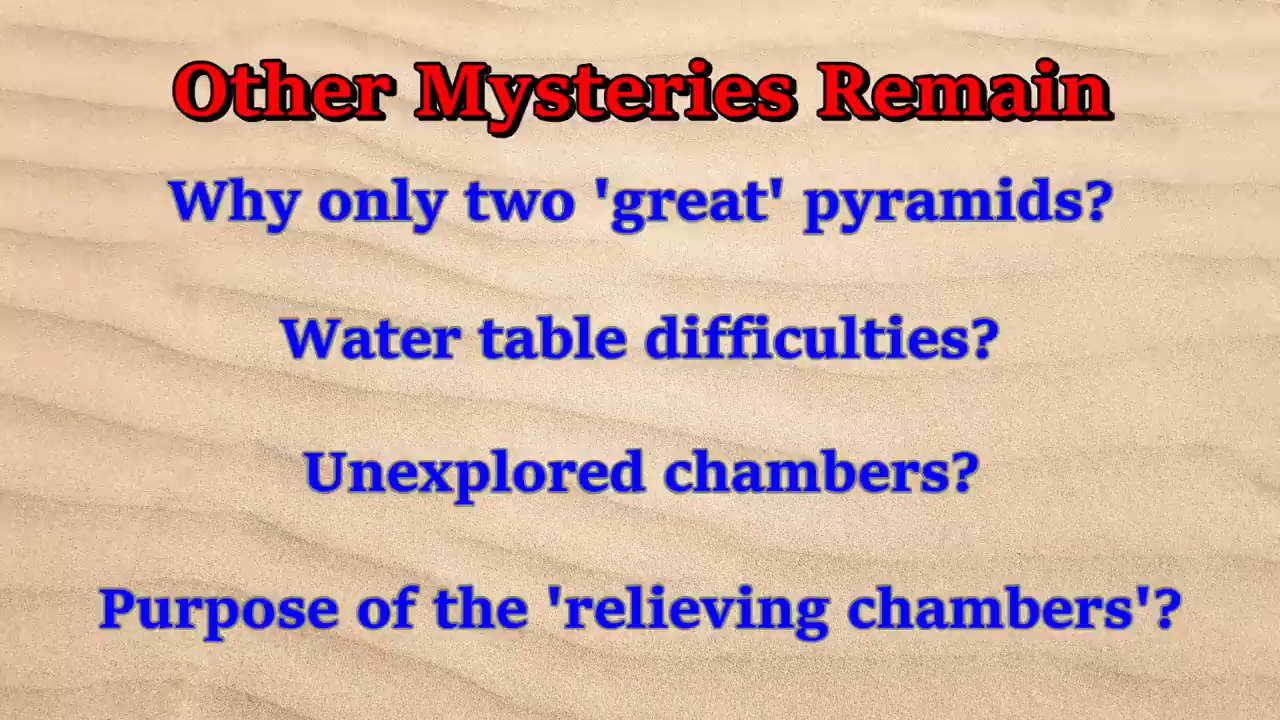 Other Mysteries Remain
Why only two 'great' pyramids?
Water table difficulties?
Unexplored chambers?
Purpose of the 'relieving chambers'?